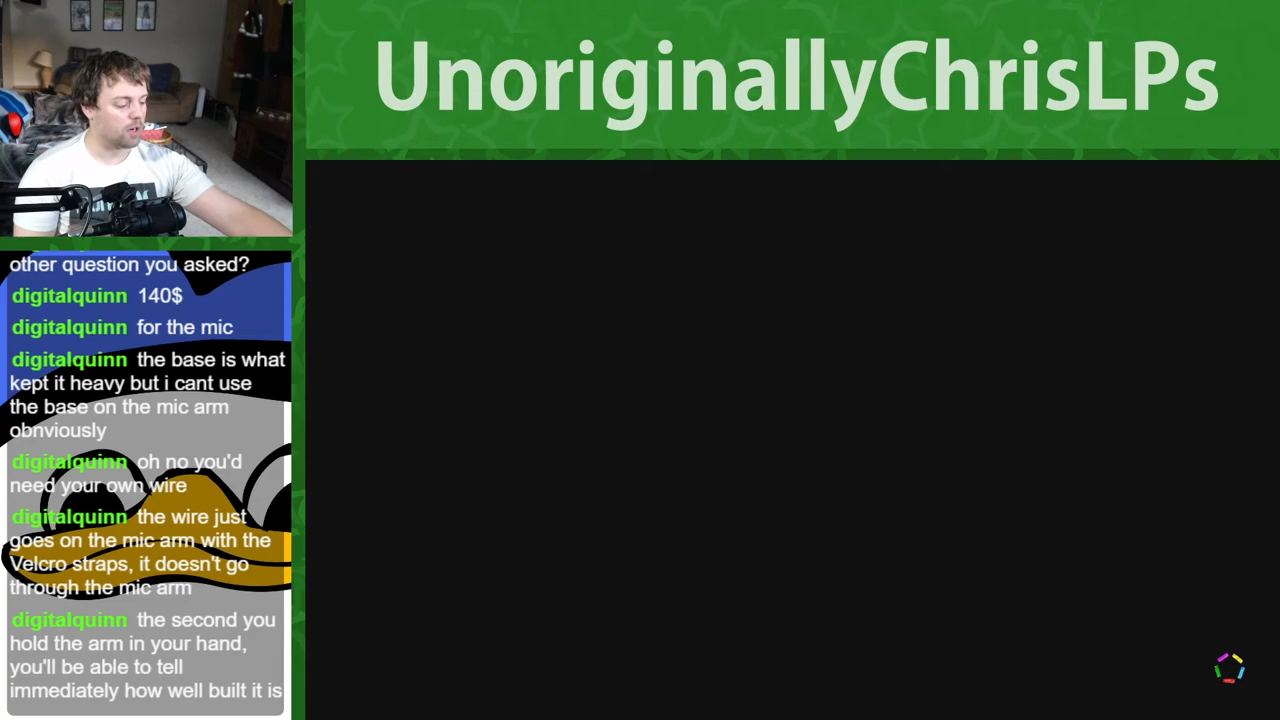 UnoriginallyChrisLPs
other question you asked?
digitalquinn 140$
digitalquinn for the mic
digitalquinn the base is what
kept it heavy but i cant use
the base on the mic arm
obnviously
digitalquinn oh no you'd
need your own wire
digitalquinn the wire just
goes on the mic arm with the
Velcro straps, it doesn't go
through the mic arm
digitalquinn the second you
hold the arm in your hand,
you'll be able to tell
immediately how well built it is